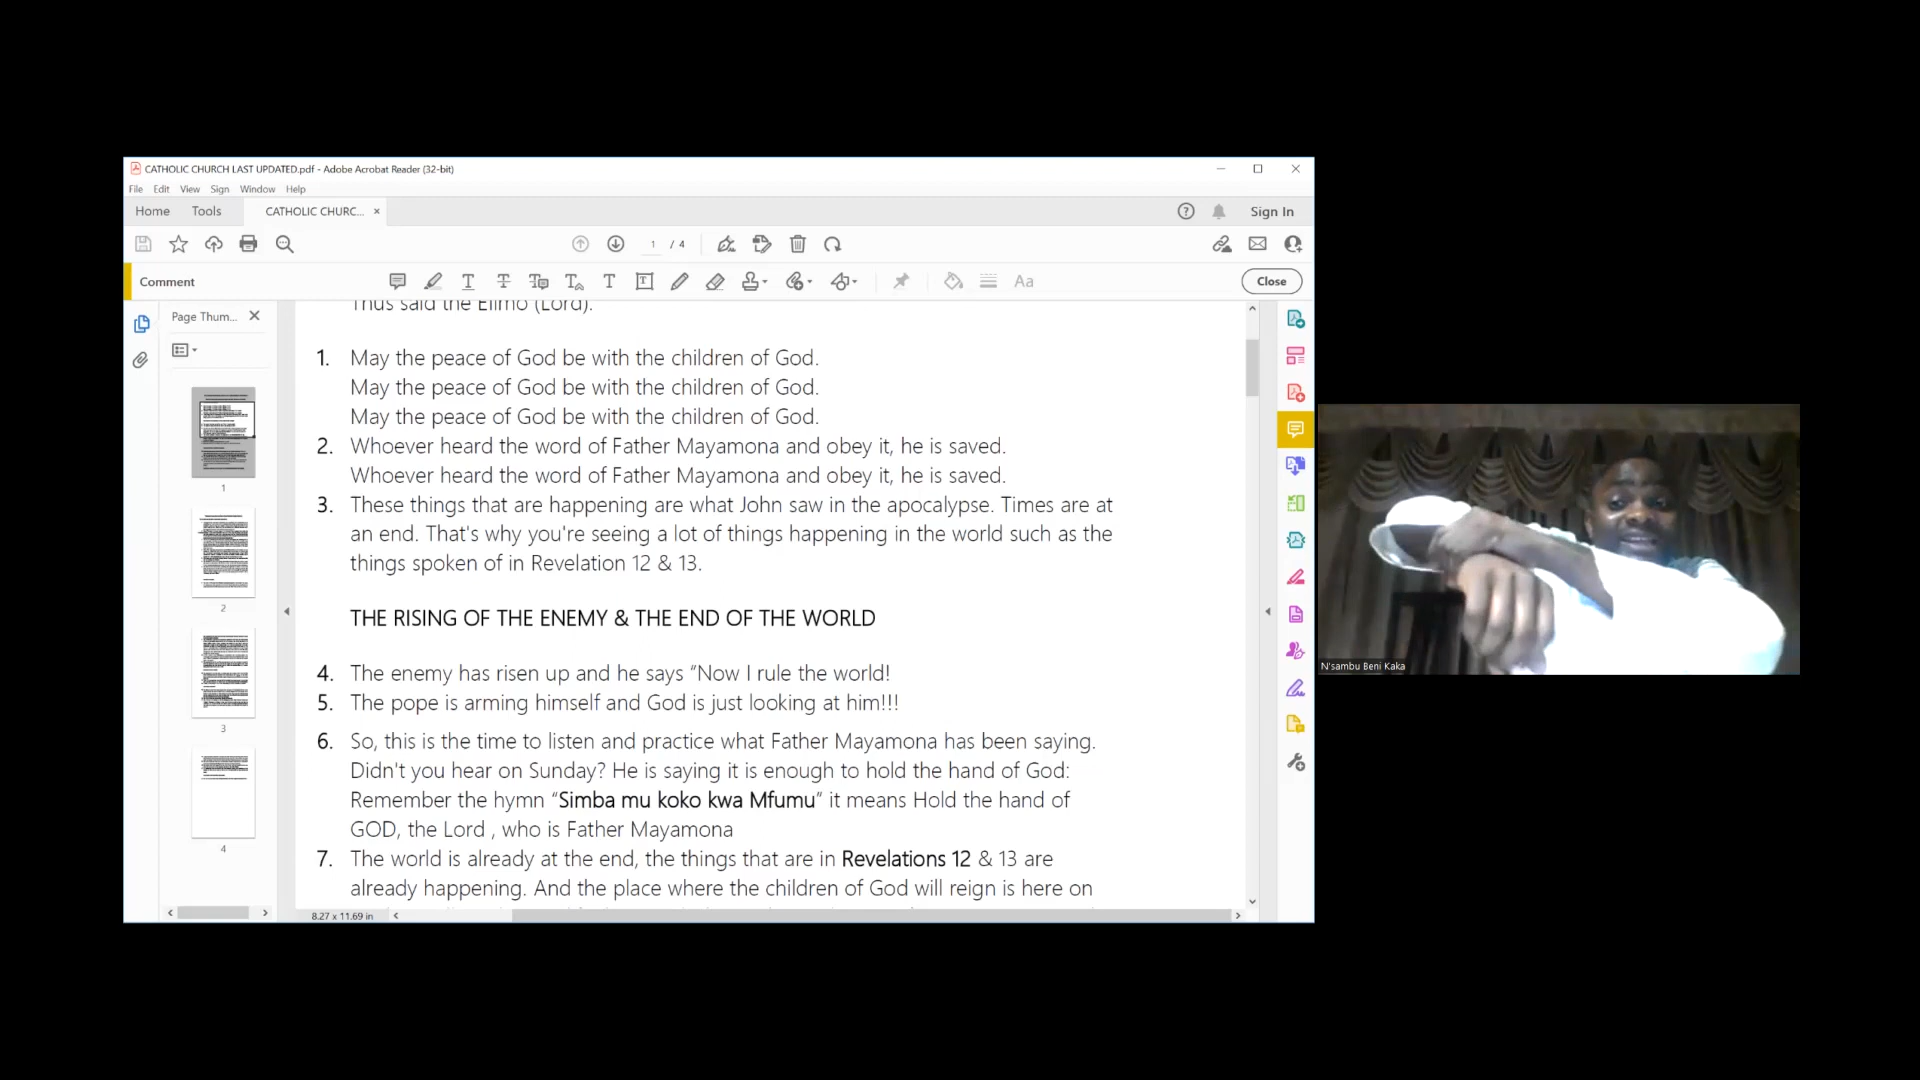 CATHOLIC CHURCH LAST UPDATED.pdf - Adobe Acrobat Reader (32-bit)
File Edit View Sign Window Help
Home Tools CATHOLIC CHURC... × Sign In
1 / 4
Comment Close
Page Thum...
Thus said the Elimo (Lord).
1. May the peace of God be with the children of God.
May the peace of God be with the children of God.
May the peace of God be with the children of God.
2. Whoever heard the word of Father Mayamona and obey it, he is saved.
Whoever heard the word of Father Mayamona and obey it, he is saved.
3. These things that are happening are what John saw in the apocalypse. Times are at
an end. That's why you're seeing a lot of things happening in the world such as the
things spoken of in Revelation 12 & 13.
THE RISING OF THE ENEMY & THE END OF THE WORLD
4. The enemy has risen up and he says “Now I rule the world!
5. The pope is arming himself and God is just looking at him!!!
6. So, this is the time to listen and practice what Father Mayamona has been saying.
Didn't you hear on Sunday? He is saying it is enough to hold the hand of God:
Remember the hymn “Simba mu koko kwa Mfumu” it means Hold the hand of
GOD, the Lord , who is Father Mayamona
7. The world is already at the end, the things that are in Revelations 12 & 13 are
already happening. And the place where the children of God will reign is here on
1
2
3
4
8.27 x 11.69 in
N'sambu Beni Kaka